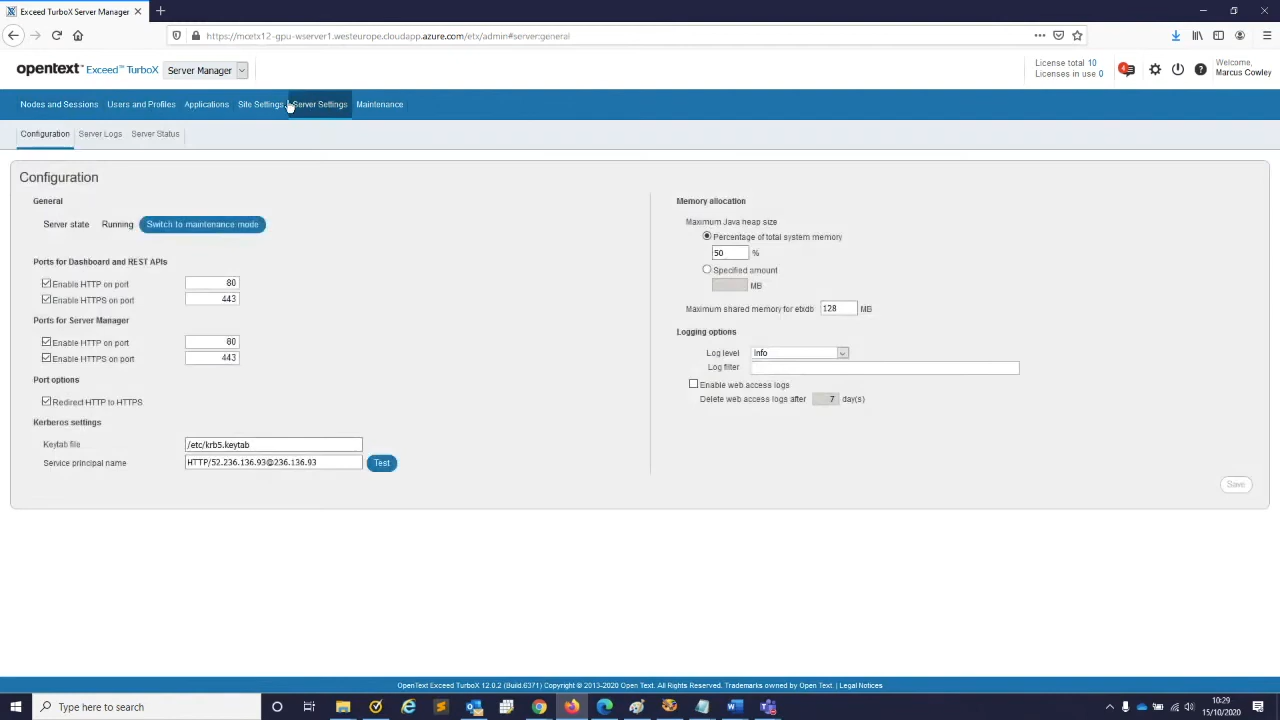 Exceed TurboX Server Manager
https://mcetx12-gpu-wserver1.westeurope.cloudapp.azure.com/etx/admin#server:general
opentext™ Exceed™ TurboX
Server Manager
License total 10
Licenses in use 0
4
Welcome,
Marcus Cowley
Nodes and Sessions
Users and Profiles
Applications
Site Settings
Server Settings
Maintenance
Configuration
Server Logs
Server Status
Configuration
General
Server state Running Switch to maintenance mode
Ports for Dashboard and REST APIs
Enable HTTP on port 80
Enable HTTPS on port 443
Ports for Server Manager
Enable HTTP on port 80
Enable HTTPS on port 443
Port options
Redirect HTTP to HTTPS
Kerberos settings
Keytab file /etc/krb5.keytab
Service principal name HTTP/52.236.136.93@236.136.93 Test
Memory allocation
Maximum Java heap size
Percentage of total system memory
50 %
Specified amount
MB
Maximum shared memory for etxdb 128 MB
Logging options
Log level Info
Log filter
Enable web access logs
Delete web access logs after 7 day(s)
Save
OpenText Exceed TurboX 12.0.2 (Build:6371) Copyright © 2013-2020 Open Text. All Rights Reserved. Trademarks owned by Open Text. | Legal Notices
Type here to search
10:29
15/10/2020